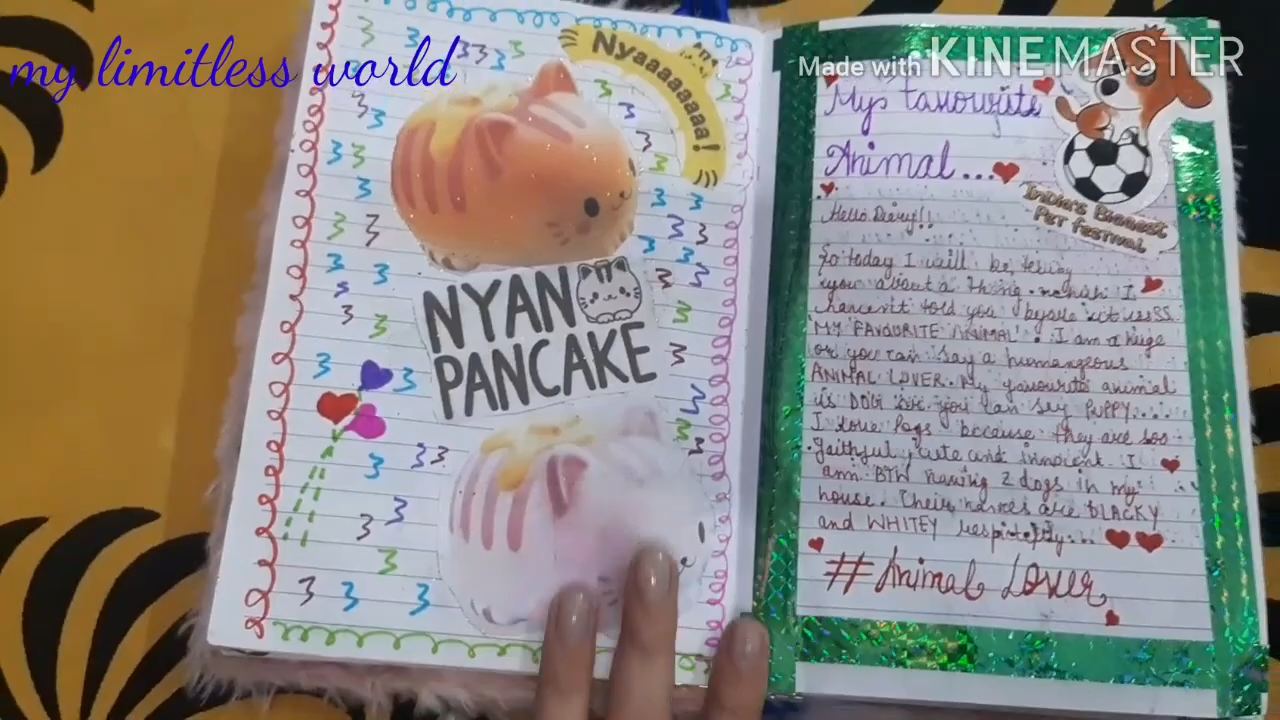 my limitless world
Made with KINEMASTER
Nyaaaaaaaa!
NYAN
PANCAKE
My favourite
Animal...
India's Biggest
PET festival
Hello Diary!!
So today I will be telling
you about a thing which I
haven't told you before it is
MY FAVOURITE ANIMAL! I am a huge
or you can say a humangeous
ANIMAL LOVER. My favourite animal
is DOG or you can say PUPPY....
I love Dogs because they are soo
faithful, cute and innocent. I
am BTW having 2 dogs in my
house. Their names are BLACKY
and WHITEY
#Animal Lover